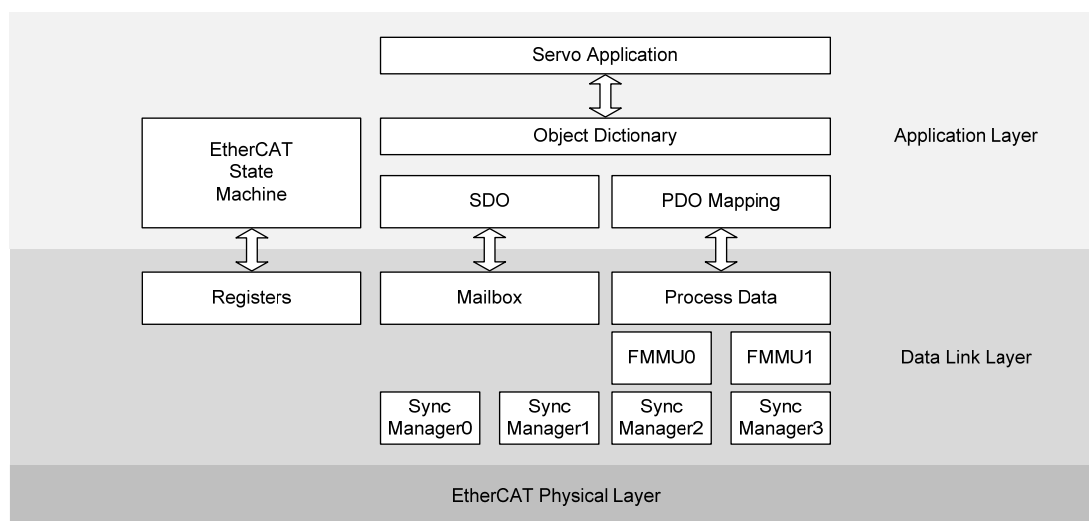 Servo Application
Object Dictionary
Application Layer
EtherCAT
State
Machine
SDO
PDO Mapping
Registers
Mailbox
Process Data
FMMU0
FMMU1
Data Link Layer
Sync
Manager0
Sync
Manager1
Sync
Manager2
Sync
Manager3
EtherCAT Physical Layer